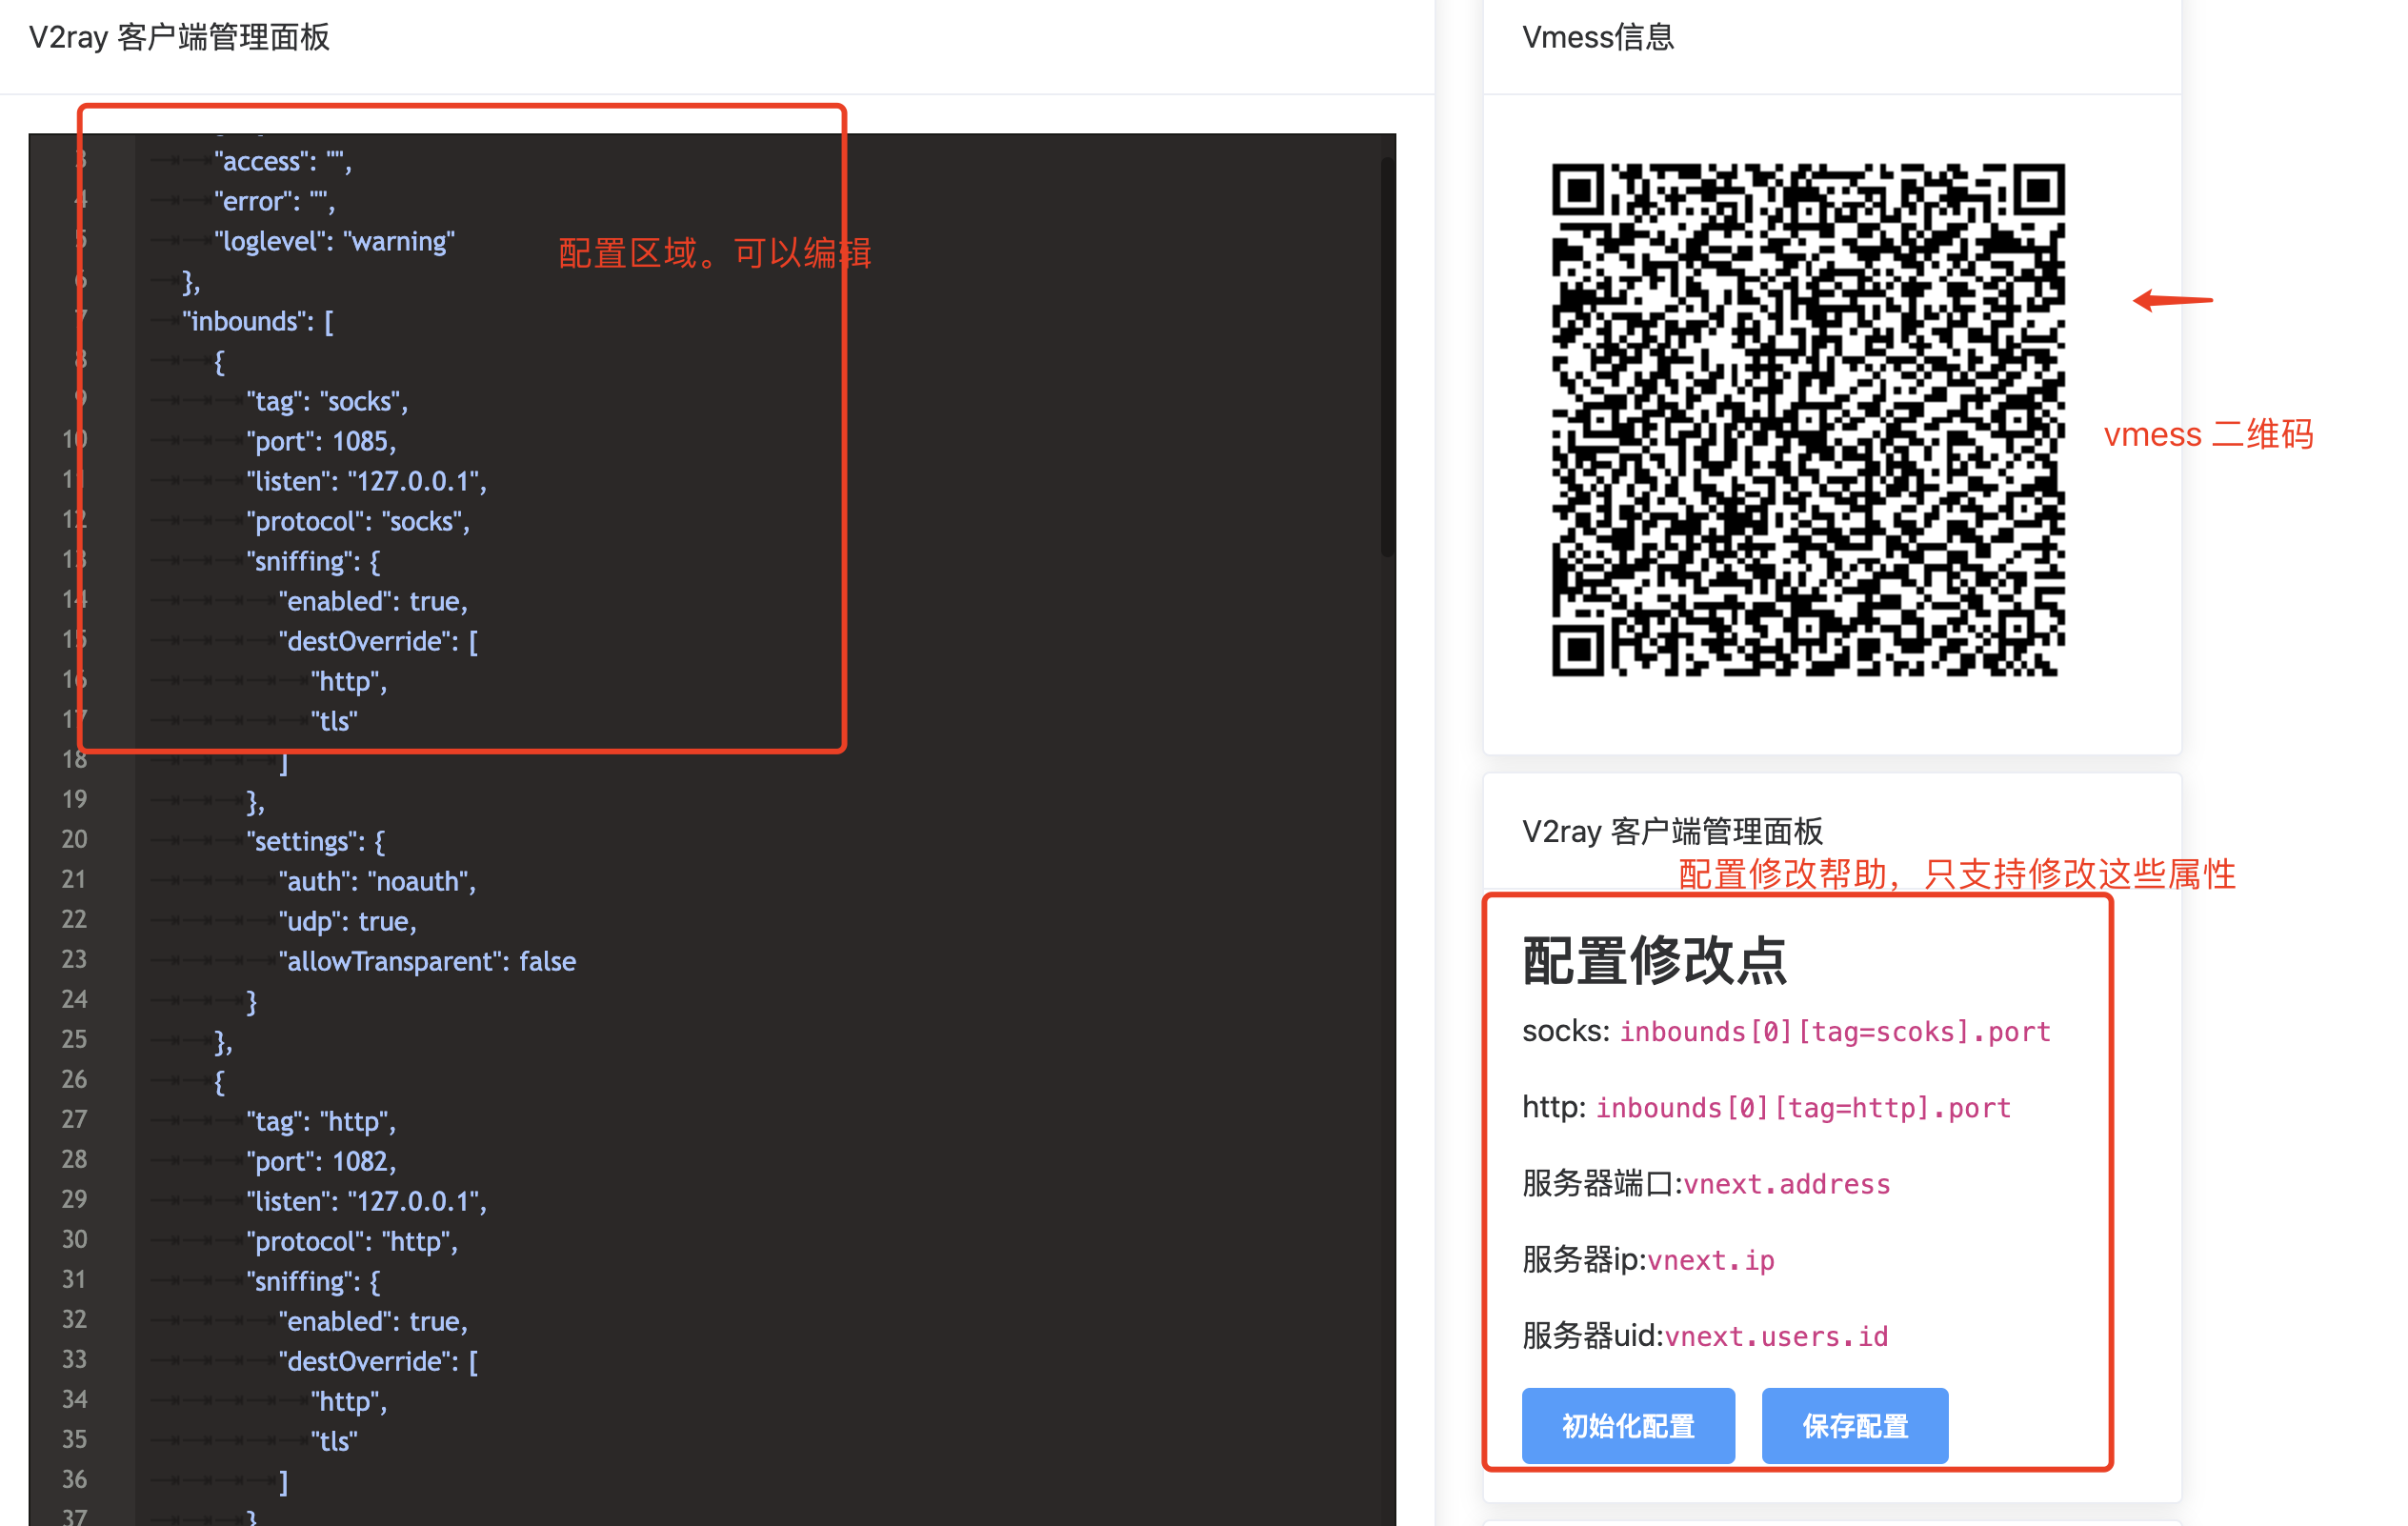 V2ray 客户端管理面板
3 "access": "",
4 "error": "",
5 "loglevel": "warning"
配置区域。可以编辑
6 },
7 "inbounds": [
8 {
9 "tag": "socks",
10 "port": 1085,
11 "listen": "127.0.0.1",
12 "protocol": "socks",
13 "sniffing": {
14 "enabled": true,
15 "destOverride": [
16 "http",
17 "tls"
18 ]
19 },
20 "settings": {
21 "auth": "noauth",
22 "udp": true,
23 "allowTransparent": false
24 }
25 },
26 {
27 "tag": "http",
28 "port": 1082,
29 "listen": "127.0.0.1",
30 "protocol": "http",
31 "sniffing": {
32 "enabled": true,
33 "destOverride": [
34 "http",
35 "tls"
36 ]
37 }
Vmess信息
vmess 二维码
V2ray 客户端管理面板
配置修改帮助，只支持修改这些属性
配置修改点
socks: inbounds[0][tag=scoks].port
http: inbounds[0][tag=http].port
服务器端口:vnext.address
服务器ip:vnext.ip
服务器uid:vnext.users.id
初始化配置 保存配置